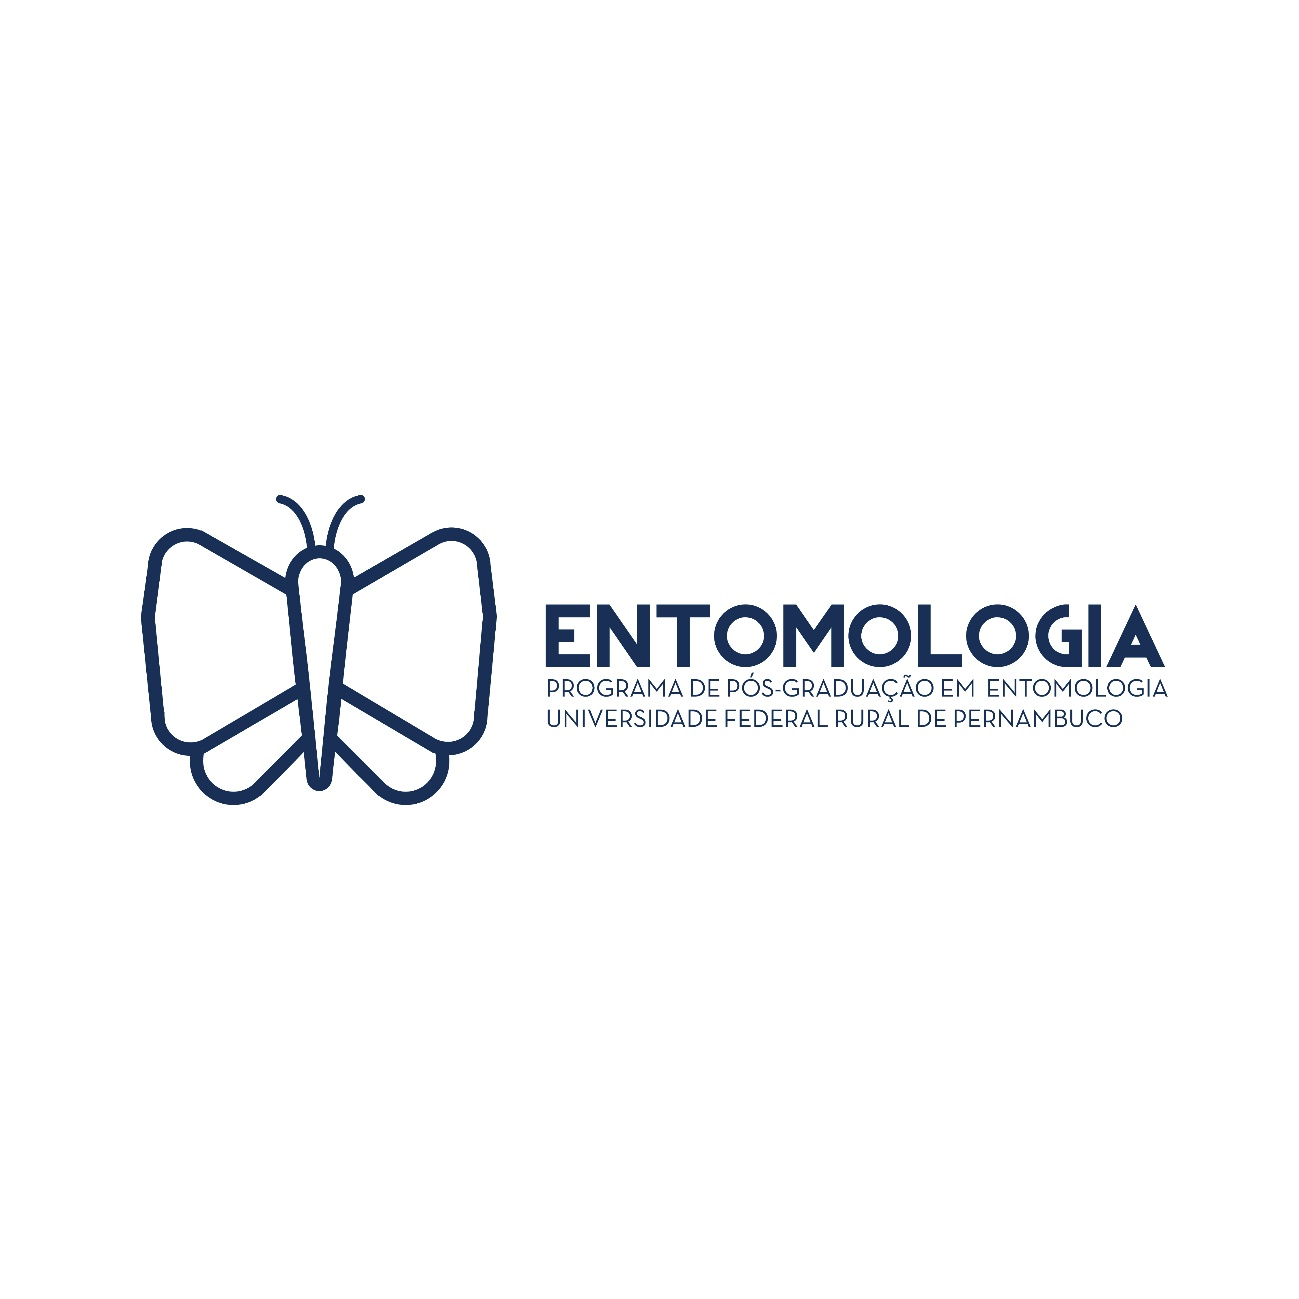 ENTOMOLOGIA
PROGRAMA DE PÓS-GRADUAÇÃO EM ENTOMOLOGIA
UNIVERSIDADE FEDERAL RURAL DE PERNAMBUCO